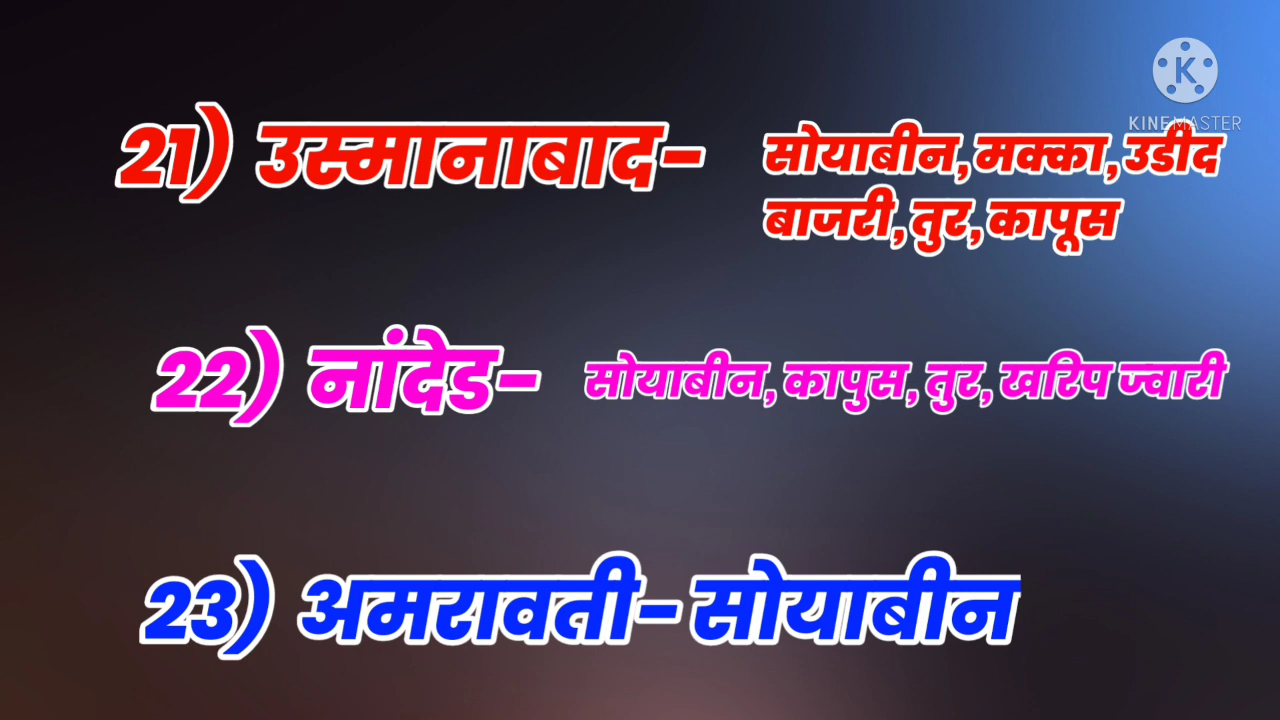 KINEMASTER
21) उस्मानाबाद- सोयाबीन,मक्का,उडीद
बाजरी,तुर,कापूस
22) नांदेड- सोयाबीन,कापुस,तुर,खरिप ज्वारी
23) अमरावती-सोयाबीन